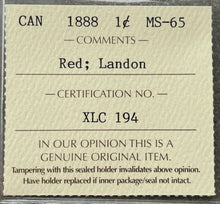 CAN 1888 1¢ MS-65
COMMENTS
Red; Landon
CERTIFICATION NO.
XLC 194
IN OUR OPINION THIS IS A
GENUINE ORIGINAL ITEM.
Tampering with this sealed holder invalidates above opinion.
Have holder replaced if inner package/seal not intact.